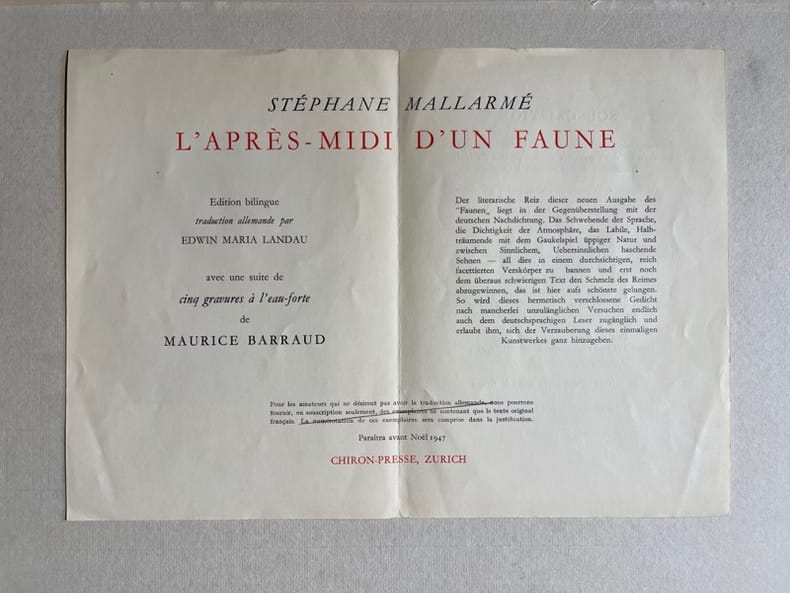 STÉPHANE MALLARMÉ
L'APRÈS-MIDI D'UN FAUNE
Edition bilingue
traduction allemande par
EDWIN MARIA LANDAU
avec une suite de
cinq gravures à l'eau-forte
de
MAURICE BARRAUD
Der literarische Reiz dieser neuen Ausgabe des
"Faunen„ liegt in der Gegenüberstellung mit der
deutschen Nachdichtung. Das Schwebende der Sprache,
die Dichtigkeit der Atmosphäre, das Labile, Halb-
träumende mit dem Gaukelspiel üppiger Natur und
zwischen Sinnlichem, Uebersinnlichen haschende
Sehnen — all dies in einem durchsichtigen, reich
facettierten Verskörper zu bannen und erst noch
dem überaus schwierigen Text den Schmelz des Reimes
abzugewinnen, das ist hier aufs schönste gelungen.
So wird dieses hermetisch verschlossene Gedicht
nach mancherlei unzulänglichen Versuchen endlich
auch dem deutschsprachigen Leser zugänglich und
erlaubt ihm, sich der Verzauberung dieses einmaligen
Kunstwerkes ganz hinzugeben.
Pour les amateurs qui ne désirent pas avoir la traduction allemande, nous pourrons
fournir, en souscription seulement, des exemplaires ne contenant que le texte original
français. La numérotation de ces exemplaires sera comprise dans la justification.
Paraîtra avant Noël 1947
CHIRON-PRESSE, ZURICH